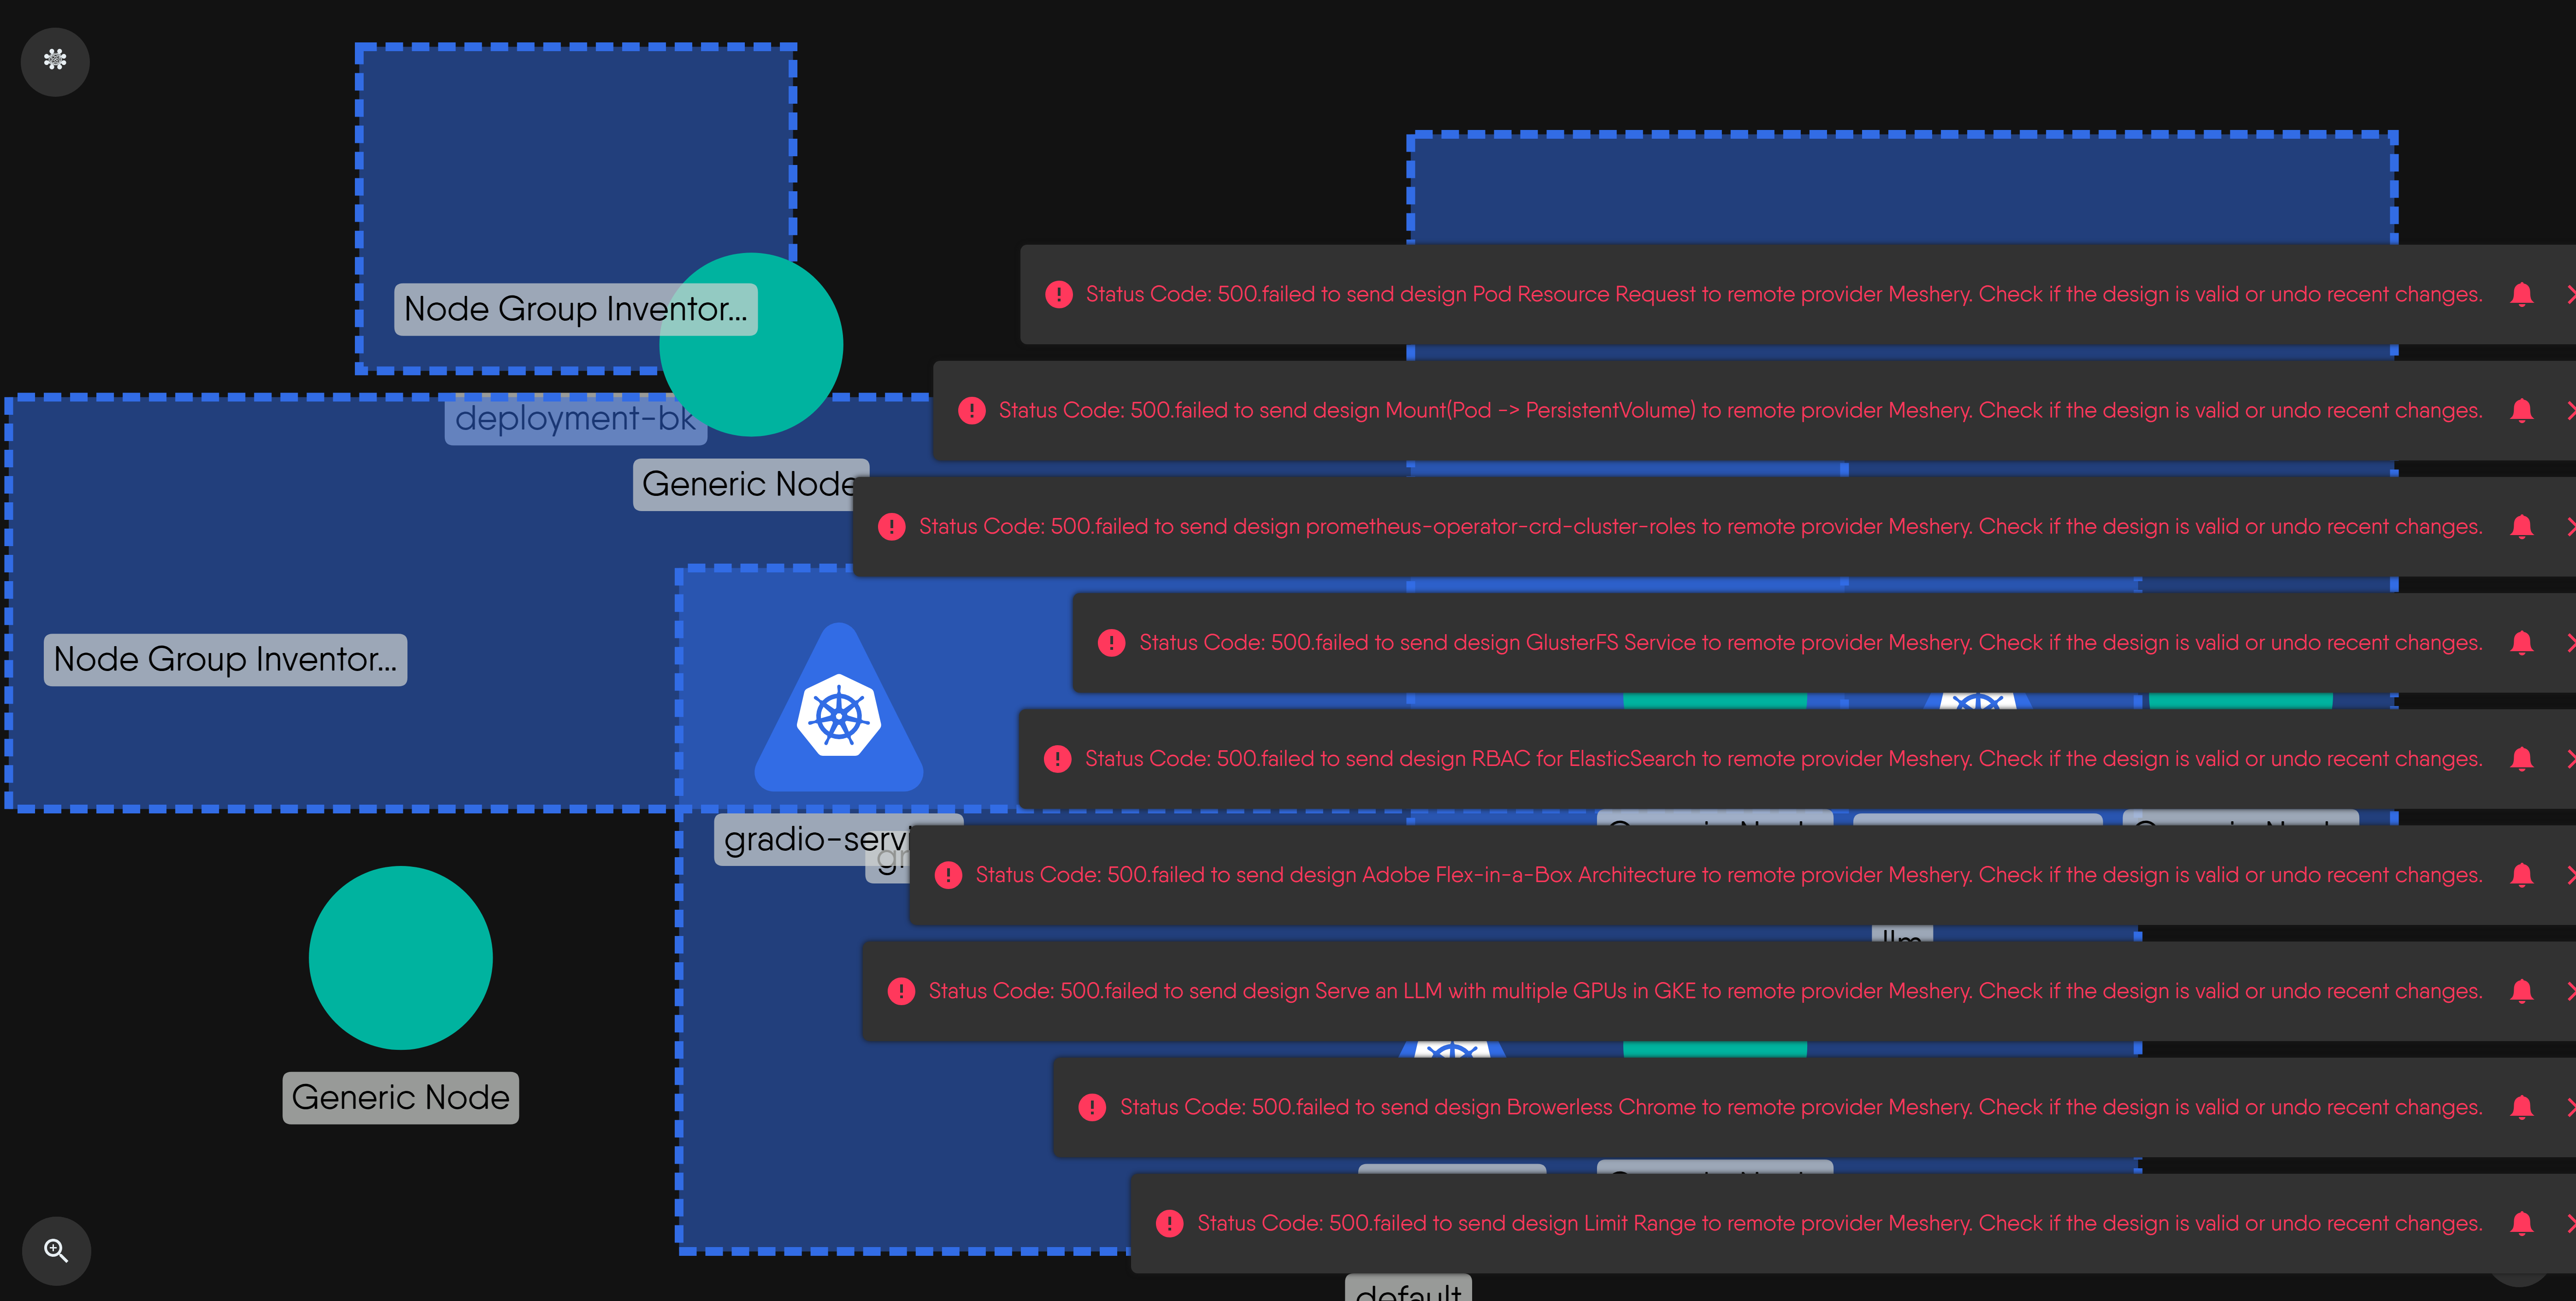 Node Group Inventor...
Status Code: 500.failed to send design Pod Resource Request to remote provider Meshery. Check if the design is valid or undo recent changes.
deployment-bk
Status Code: 500.failed to send design Mount(Pod -> PersistentVolume) to remote provider Meshery. Check if the design is valid or undo recent changes.
Generic Node
Status Code: 500.failed to send design prometheus-operator-crd-cluster-roles to remote provider Meshery. Check if the design is valid or undo recent changes.
Node Group Inventor...
Status Code: 500.failed to send design GlusterFS Service to remote provider Meshery. Check if the design is valid or undo recent changes.
Status Code: 500.failed to send design RBAC for ElasticSearch to remote provider Meshery. Check if the design is valid or undo recent changes.
gradio-servi
gr
Status Code: 500.failed to send design Adobe Flex-in-a-Box Architecture to remote provider Meshery. Check if the design is valid or undo recent changes.
llm
Status Code: 500.failed to send design Serve an LLM with multiple GPUs in GKE to remote provider Meshery. Check if the design is valid or undo recent changes.
Generic Node
Status Code: 500.failed to send design Browerless Chrome to remote provider Meshery. Check if the design is valid or undo recent changes.
Status Code: 500.failed to send design Limit Range to remote provider Meshery. Check if the design is valid or undo recent changes.
default